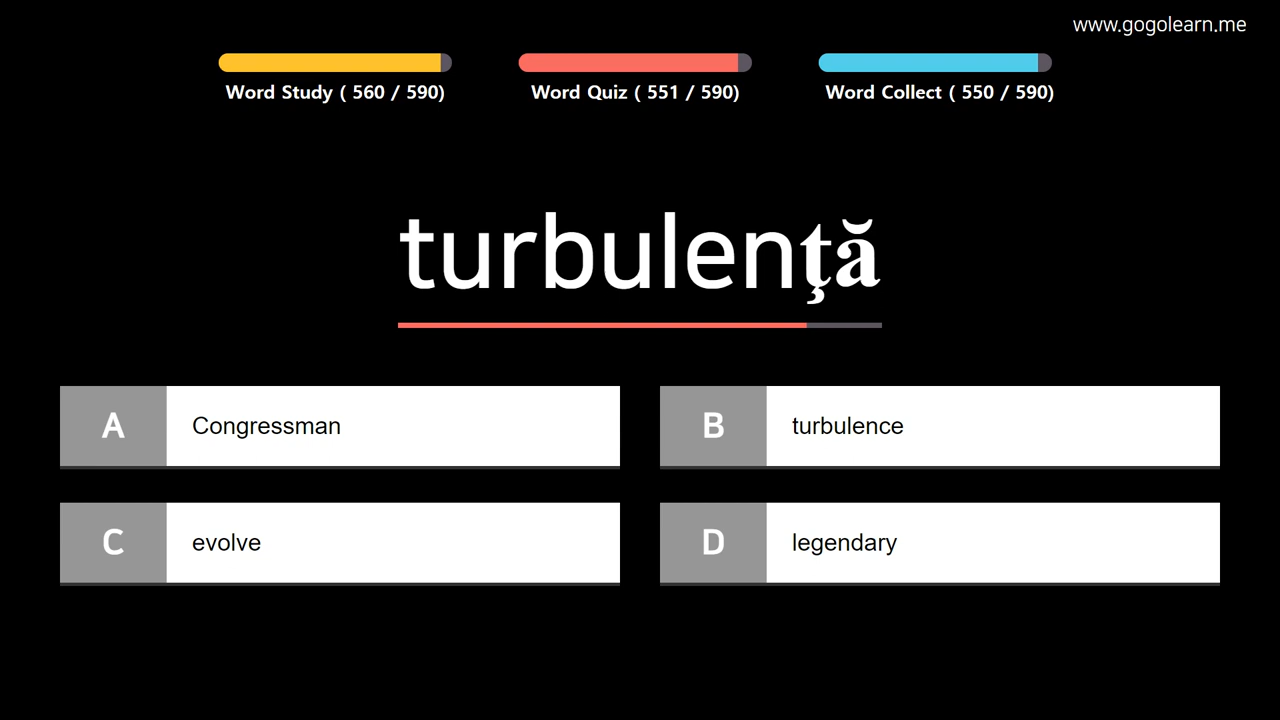 www.gogolearn.me
Word Study ( 560 / 590)
Word Quiz ( 551 / 590)
Word Collect ( 550 / 590)
turbulenţă
A
Congressman
B
turbulence
C
evolve
D
legendary